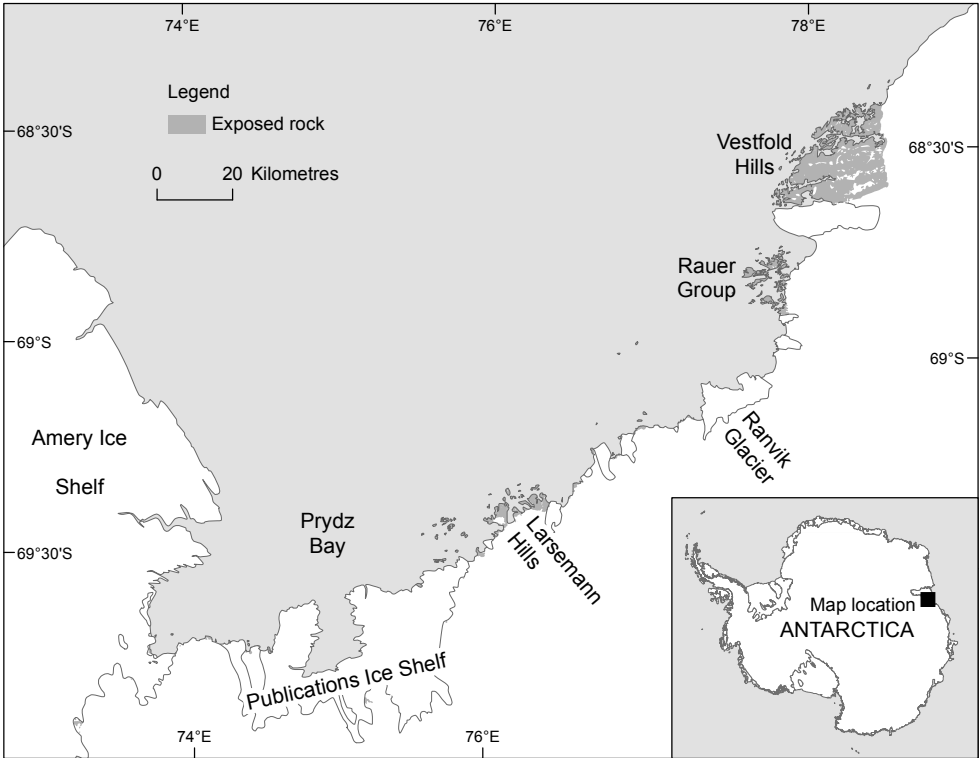 74°E
76°E
78°E
Legend
Exposed rock
0 20 Kilometres
68°30'S
68°30'S
Vestfold
Hills
Rauer
Group
69°S
69°S
Amery Ice
Shelf
Ranvik
Glacier
Prydz
Bay
Larsemann
Hills
69°30'S
Publications Ice Shelf
Map location
ANTARCTICA
74°E
76°E